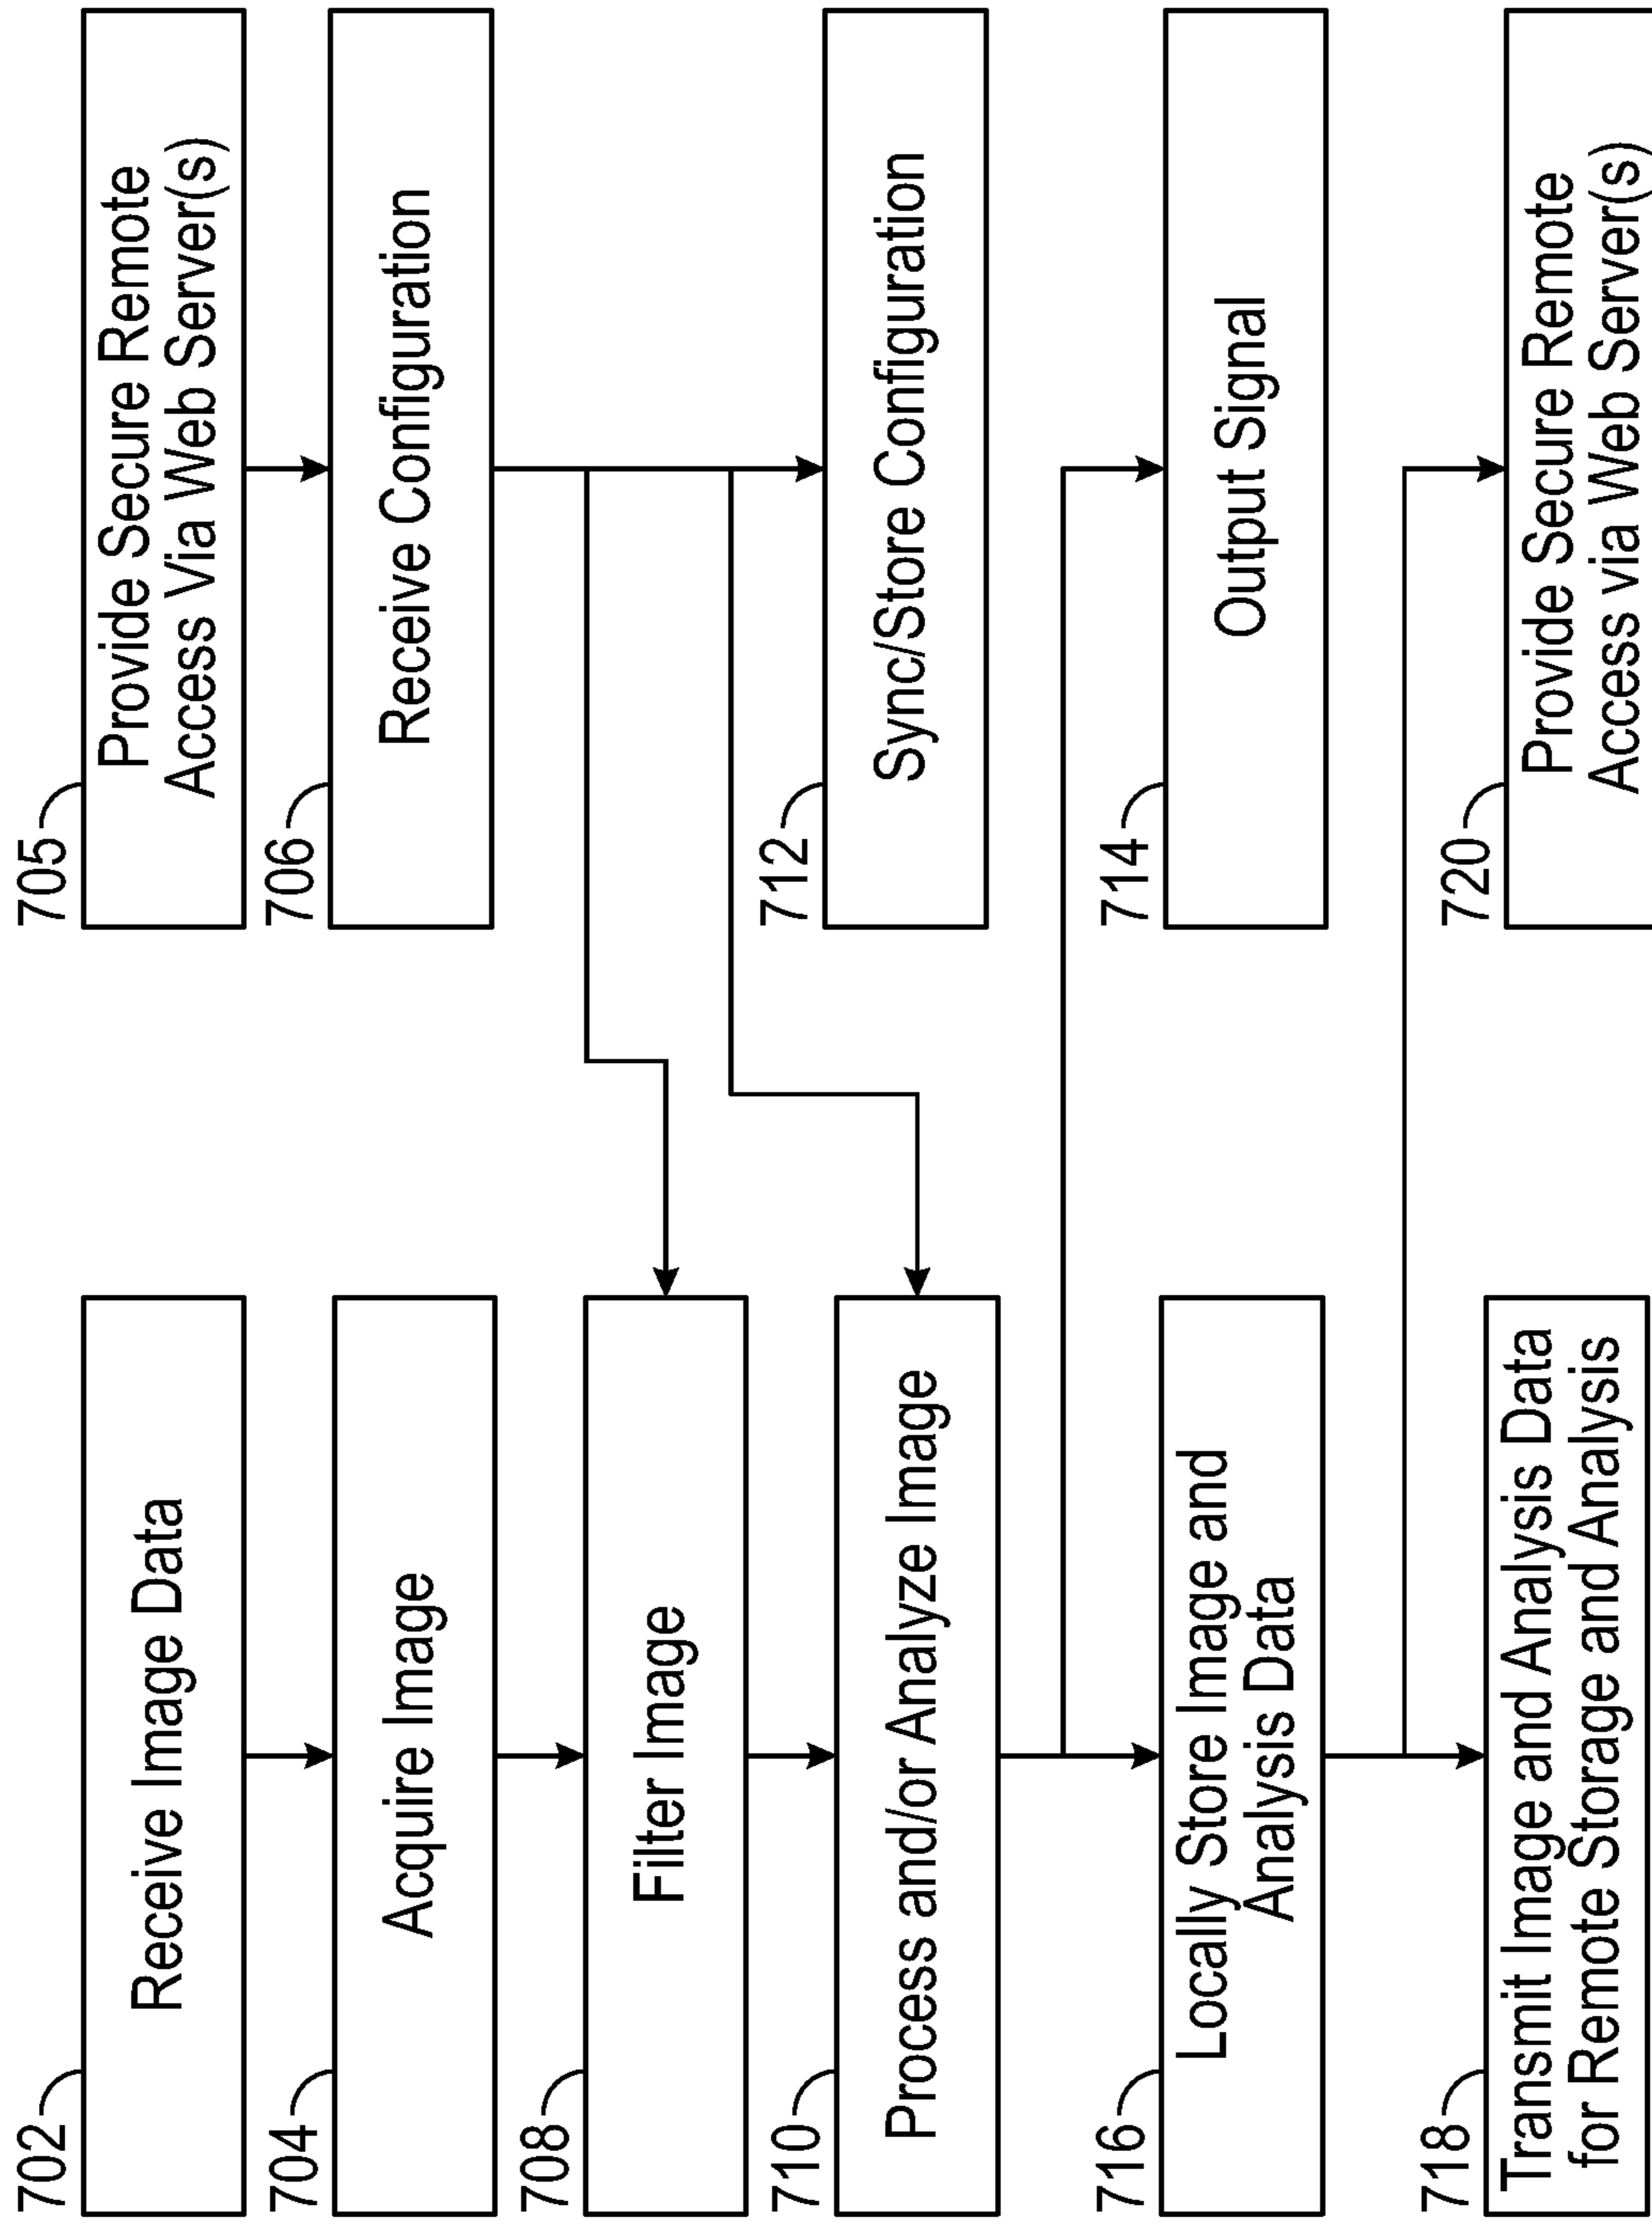 702
Receive Image Data
704
Acquire Image
708
Filter Image
710
Process and/or Analyze Image
716
Locally Store Image and
Analysis Data
718
Transmit Image and Analysis Data
for Remote Storage and Analysis
705
Provide Secure Remote
Access Via Web Server(s)
706
Receive Configuration
712
Sync/Store Configuration
714
Output Signal
720
Provide Secure Remote
Access via Web Server(s)